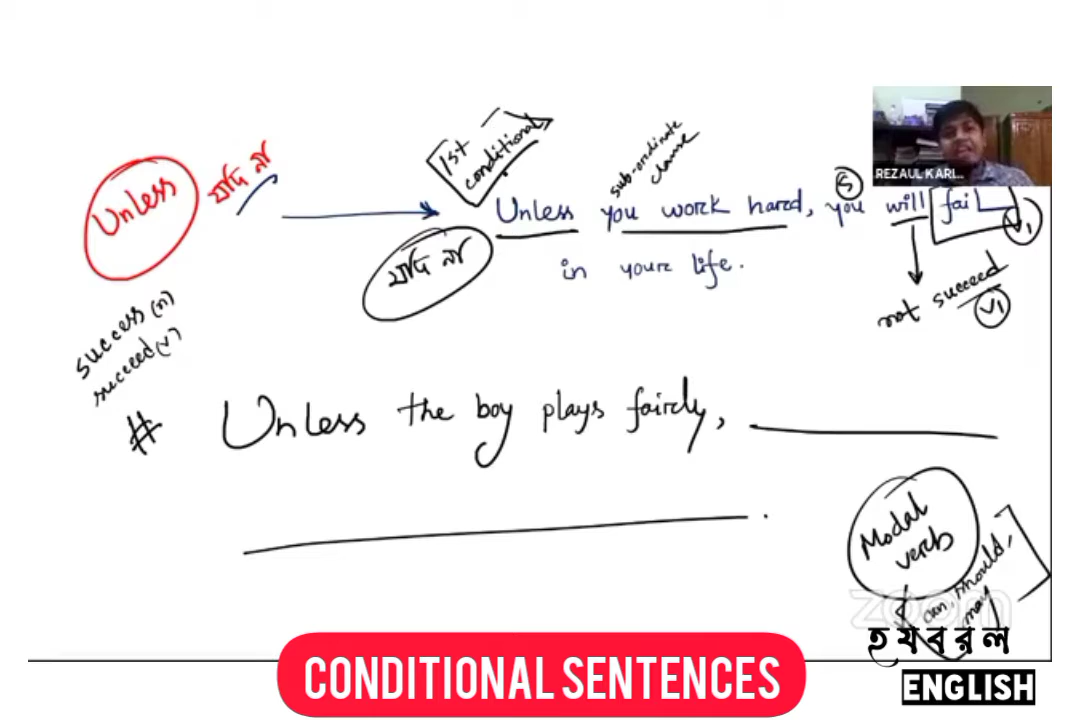 1st
conditional
sub-ordinate
clause
REZAUL KARI...
Unless যদি না
Unless you work hard, you will fail
S
V1
যদি না
in your life.
not succeed
V1
success (n)
succeed (v)
# Unless the boy plays fairly,
Modal
verb
can, should,
may
zoom
হযবরল
ENGLISH
CONDITIONAL SENTENCES